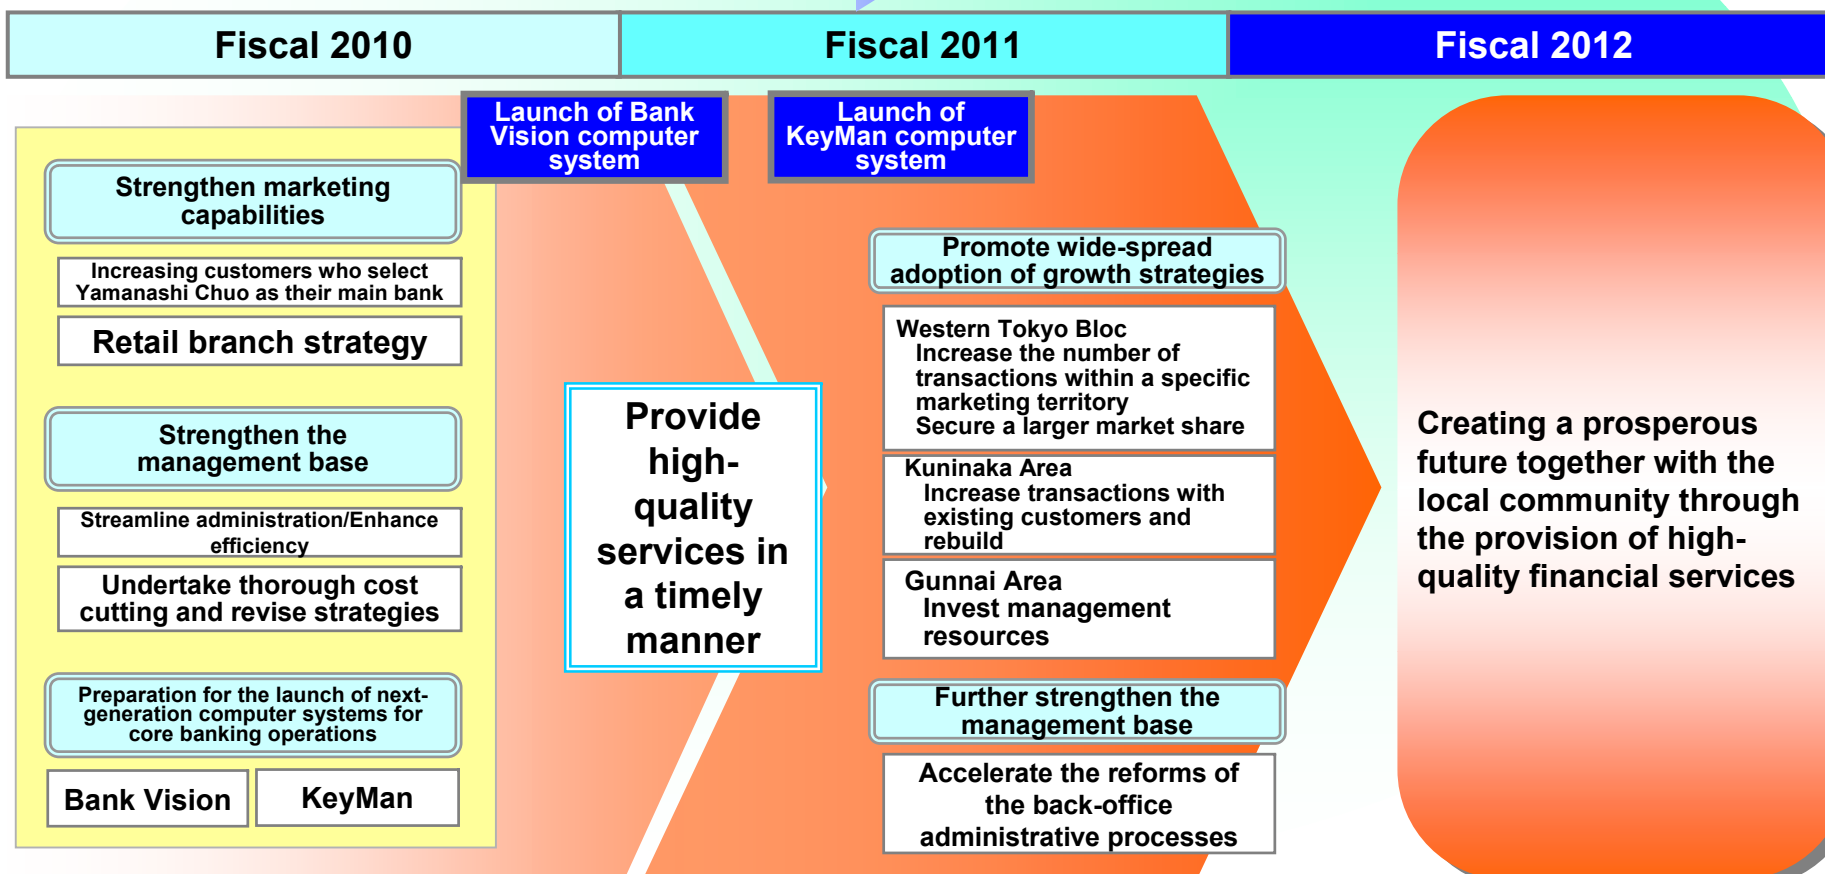 Fiscal 2010
Fiscal 2011
Fiscal 2012
Launch of Bank
Vision computer
system
Launch of
KeyMan computer
system
Strengthen marketing
capabilities
Increasing customers who select
Yamanashi Chuo as their main bank
Retail branch strategy
Strengthen the
management base
Streamline administration/Enhance
efficiency
Undertake thorough cost
cutting and revise strategies
Preparation for the launch of next-
generation computer systems for
core banking operations
Bank Vision
KeyMan
Provide
high-
quality
services in
a timely
manner
Promote wide-spread
adoption of growth strategies
Western Tokyo Bloc
Increase the number of
transactions within a specific
marketing territory
Secure a larger market share
Kuninaka Area
Increase transactions with
existing customers and
rebuild
Gunnai Area
Invest management
resources
Further strengthen the
management base
Accelerate the reforms of
the back-office
administrative processes
Creating a prosperous
future together with the
local community through
the provision of high-
quality financial services